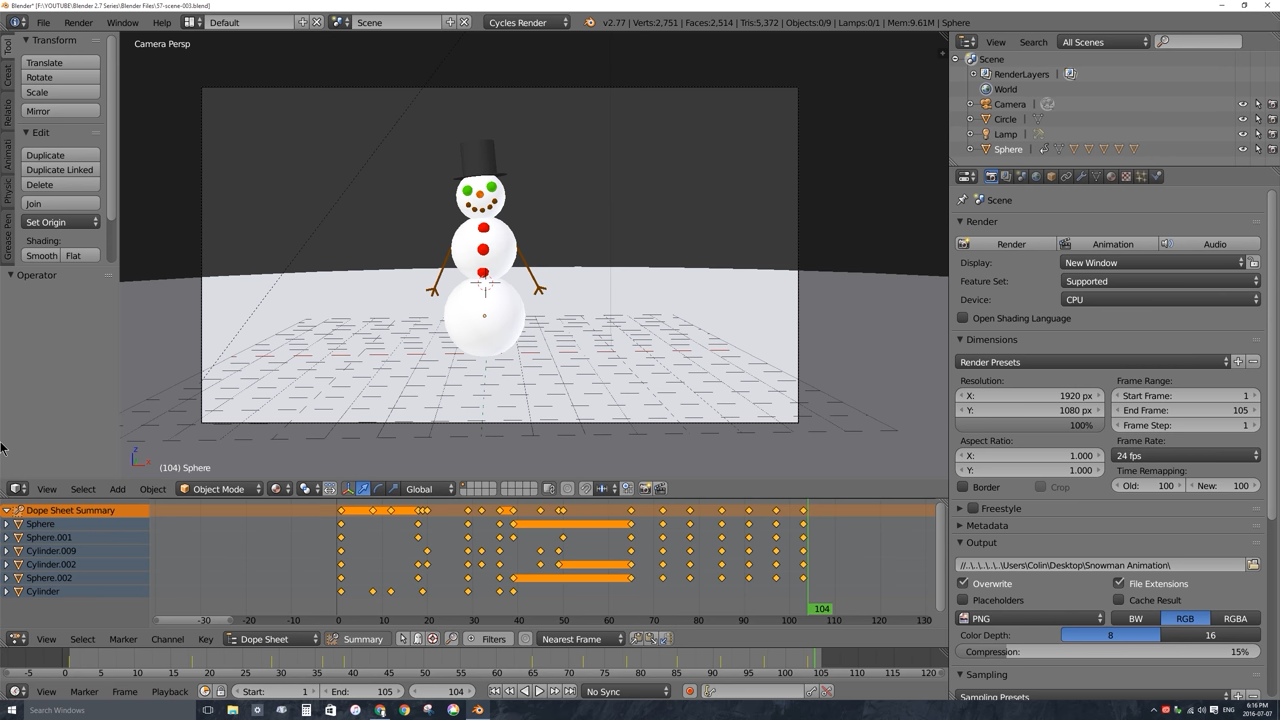 Blender* [F:\YOUTUBE\Blender 2.7 Series\Blender Files\57-scene-003.blend]
File Render Window Help Default Scene Cycles Render v2.77 | Verts:2,751 | Faces:2,514 | Tris:5,372 | Objects:0/9 | Lamps:0/1 | Mem:9.61M | Sphere
Tool
Creat
Relatio
Animati
Physic
Grease Pen
Transform
Translate
Rotate
Scale
Mirror
Edit
Duplicate
Duplicate Linked
Delete
Join
Set Origin
Shading:
Smooth Flat
Operator
Camera Persp
(104) Sphere
View Select Add Object Object Mode Global
Dope Sheet Summary
Sphere
Sphere.001
Cylinder.009
Cylinder.002
Sphere.002
Cylinder
-30 -20 -10 0 10 20 30 40 50 60 70 80 90 100 110 120 130
104
View Select Marker Channel Key Dope Sheet Summary Filters Nearest Frame
-5 0 5 10 15 20 25 30 35 40 45 50 55 60 65 70 75 80 85 90 95 100 105 110 115 120
View Marker Frame Playback Start: 1 End: 105 104 No Sync
View Search All Scenes
Scene
RenderLayers
World
Camera
Circle
Lamp
Sphere
Scene
Render
Render Animation Audio
Display: New Window
Feature Set: Supported
Device: CPU
Open Shading Language
Dimensions
Render Presets
Resolution: Frame Range:
X: 1920 px Start Frame: 1
Y: 1080 px End Frame: 105
100% Frame Step: 1
Aspect Ratio: Frame Rate:
X: 1.000 24 fps
Y: 1.000 Time Remapping:
Border Crop Old: 100 New: 100
Freestyle
Metadata
Output
//..\..\..\..\..\Users\Colin\Desktop\Snowman Animation\
Overwrite File Extensions
Placeholders Cache Result
PNG BW RGB RGBA
Color Depth: 8 16
Compression: 15%
Sampling
Sampling Presets
Search Windows
ENG
6:16 PM
2016-07-07